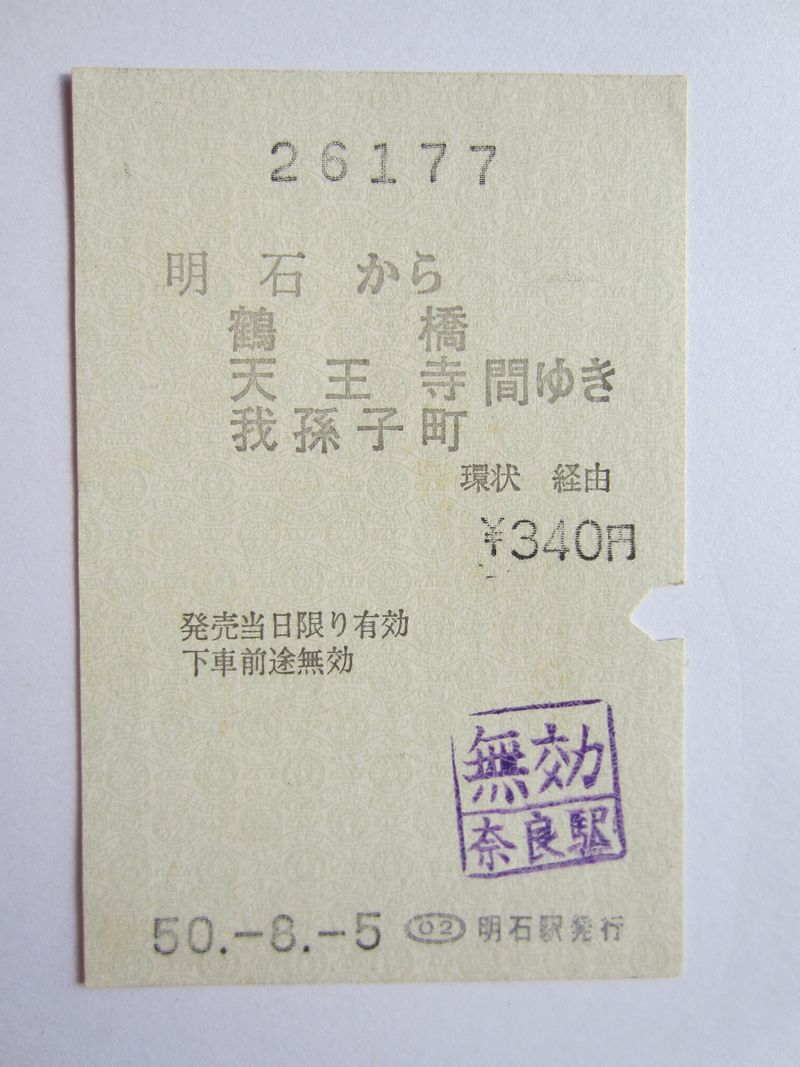 26177
明石から
鶴橋
天王寺間ゆき
我孫子町
環状 経由
¥340円
発売当日限り有効
下車前途無効
無効
奈良駅
50.-8.-5 02 明石駅発行